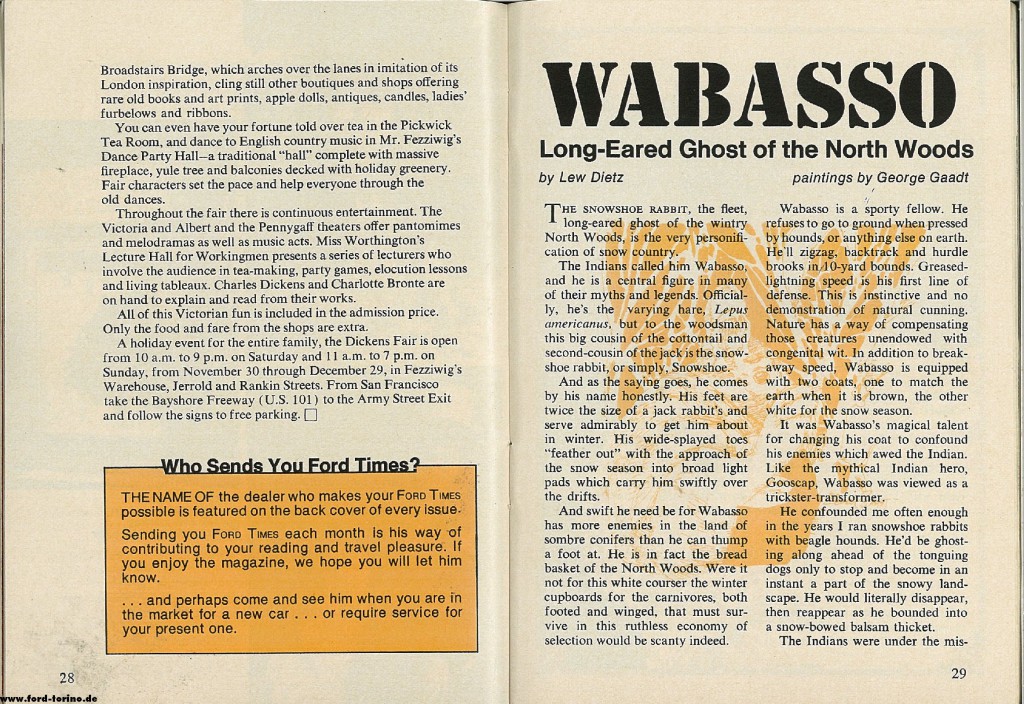 Broadstairs Bridge, which arches over the lanes in imitation of its
London inspiration, cling still other boutiques and shops offering
rare old books and art prints, apple dolls, antiques, candles, ladies'
furbelows and ribbons.
You can even have your fortune told over tea in the Pickwick
Tea Room, and dance to English country music in Mr. Fezziwig's
Dance Party Hall—a traditional "ball" complete with massive
fireplace, yule tree and balconies decked with holiday greenery.
Fair characters set the pace and help everyone through the
old dances.
Throughout the fair there is continuous entertainment. The
Victoria and Albert and the Pennygaff theaters offer pantomimes
and melodramas as well as music acts. Miss Worthington's
Lecture Hall for Workingmen presents a series of lecturers who
involve the audience in tea-making, party games, elocution lessons
and living tableaux. Charles Dickens and Charlotte Bronte are
on hand to explain and read from their works.
All of this Victorian fun is included in the admission price.
Only the food and fare from the shops are extra.
A holiday event for the entire family, the Dickens Fair is open
from 10 a.m. to 9 p.m. on Saturday and 11 a.m. to 7 p.m. on
Sunday, from November 30 through December 29, in Fezziwig's
Warehouse, Jerrold and Rankin Streets. From San Francisco
take the Bayshore Freeway (U.S. 101) to the Army Street Exit
and follow the signs to free parking. □
Who Sends You Ford Times?
THE NAME OF the dealer who makes your FORD TIMES
possible is featured on the back cover of every issue.
Sending you FORD TIMES each month is his way of
contributing to your reading and travel pleasure. If
you enjoy the magazine, we hope you will let him
know.
. . . and perhaps come and see him when you are in
the market for a new car . . . or require service for
your present one.
28
WABASSO
Long-Eared Ghost of the North Woods
by Lew Dietz paintings by George Gaadt
THE SNOWSHOE RABBIT, the fleet,
long-eared ghost of the wintry
North Woods, is the very personifi-
cation of snow country.
The Indians called him Wabasso,
and he is a central figure in many
of their myths and legends. Official-
ly, he's the varying hare, Lepus
americanus, but to the woodsman
this big cousin of the cottontail and
second-cousin of the jack is the snow-
shoe rabbit, or simply, Snowshoe.
And as the saying goes, he comes
by his name honestly. His feet are
twice the size of a jack rabbit's and
serve admirably to get him about
in winter. His wide-splayed toes
"feather out" with the approach of
the snow season into broad light
pads which carry him swiftly over
the drifts.
And swift he need be for Wabasso
has more enemies in the land of
sombre conifers than he can thump
a foot at. He is in fact the bread
basket of the North Woods. Were it
not for this white courser the winter
cupboards for the carnivores, both
footed and winged, that must sur-
vive in this ruthless economy of
selection would be scanty indeed.
Wabasso is a sporty fellow. He
refuses to go to ground when pressed
by hounds, or anything else on earth.
He'll zigzag, backtrack and hurdle
brooks in 10-yard bounds. Greased-
lightning speed is his first line of
defense. This is instinctive and no
demonstration of natural cunning.
Nature has a way of compensating
those creatures unendowed with
congenital wit. In addition to break-
away speed, Wabasso is equipped
with two coats, one to match the
earth when it is brown, the other
white for the snow season.
It was Wabasso's magical talent
for changing his coat to confound
his enemies which awed the Indian.
Like the mythical Indian hero,
Gooscap, Wabasso was viewed as a
trickster-transformer.
He confounded me often enough
in the years I ran snowshoe rabbits
with beagle hounds. He'd be ghost-
ing along ahead of the tonguing
dogs only to stop and become in an
instant a part of the snowy land-
scape. He would literally disappear,
then reappear as he bounded into
a snow-bowed balsam thicket.
The Indians were under the mis-
29
www.ford-torino.de